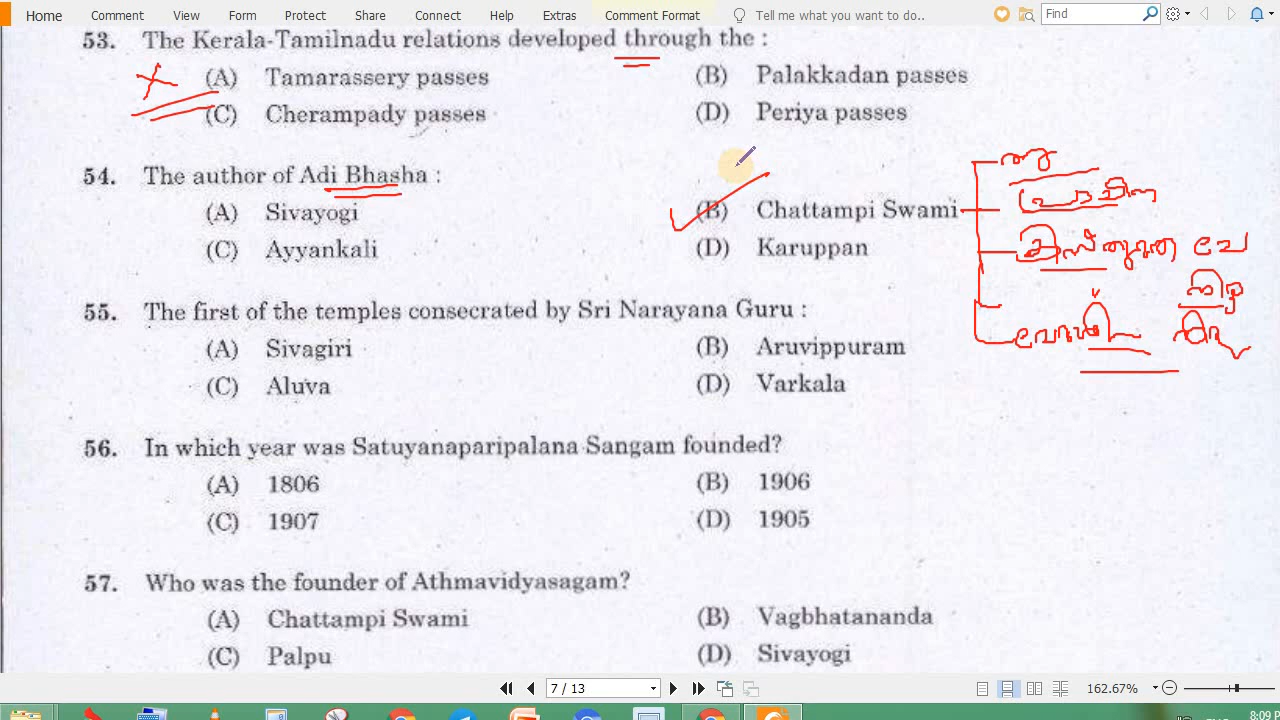 Home Comment View Form Protect Share Connect Help Extras Comment Format Tell me what you want to do.. Find
53. The Kerala-Tamilnadu relations developed through the :
(A) Tamarassery passes (B) Palakkadan passes
(C) Cherampady passes (D) Periya passes
54. The author of Adi Bhasha :
(A) Sivayogi (B) Chattampi Swami
(C) Ayyankali (D) Karuppan
55. The first of the temples consecrated by Sri Narayana Guru :
(A) Sivagiri (B) Aruvippuram
(C) Aluva (D) Varkala
56. In which year was Satuyanaparipalana Sangam founded?
(A) 1806 (B) 1906
(C) 1907 (D) 1905
57. Who was the founder of Athmavidyasagam?
(A) Chattampi Swami (B) Vagbhatananda
(C) Palpu (D) Sivayogi
7 / 13 162.67%
8:09